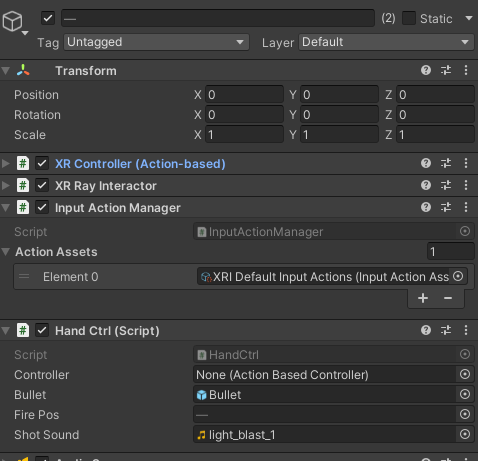 — (2) Static
Tag Untagged Layer Default
Transform
Position X 0 Y 0 Z 0
Rotation X 0 Y 0 Z 0
Scale X 1 Y 1 Z 1
XR Controller (Action-based)
XR Ray Interactor
Input Action Manager
Script InputActionManager
Action Assets 1
Element 0 XRI Default Input Actions (Input Action Ass
Hand Ctrl (Script)
Script HandCtrl
Controller None (Action Based Controller)
Bullet Bullet
Fire Pos —
Shot Sound light_blast_1